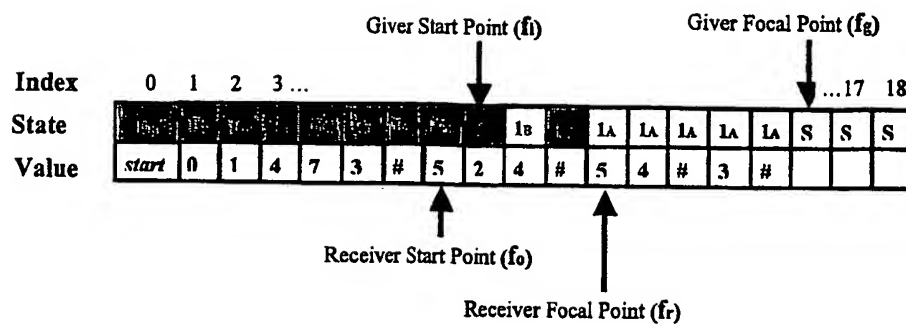 Giver Start Point (fl) Giver Focal Point (fg)
Index 0 1 2 3 ... ...17 18
State 1B 1A 1A 1A 1A 1A S S S
Value start 0 1 4 7 3 # 5 2 4 # 5 4 # 3 #
Receiver Start Point (fo)
Receiver Focal Point (fr)